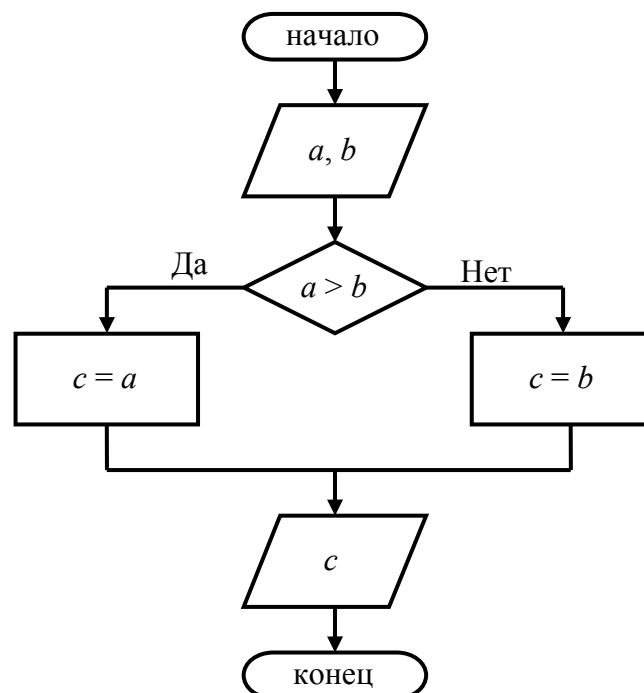 начало
a, b
Да
a > b
Нет
c = a
c = b
c
конец